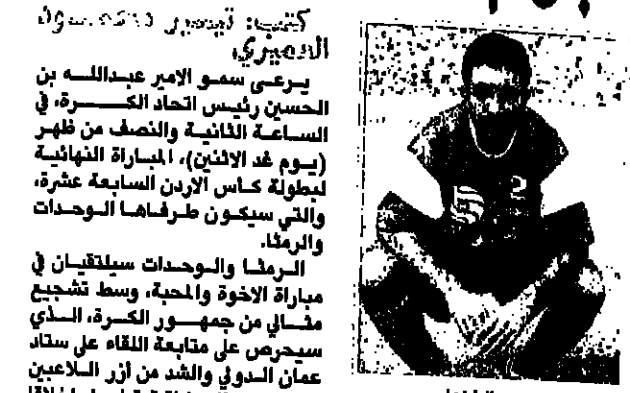 كتب: تيسير
العميري
يرعى سمو الامير عبدالله بن
الحسين رئيس اتحاد الكرة، في
الساعة الثانية والنصف من ظهر
(يوم غد الاثنين)، المباراة النهائية
لبطولة كاس الاردن السابعة عشرة،
والتي سيكون طرفاها الوحدات
والرمثا.
الرمثا والوحدات سيلتقيان في
مباراة الاخوة والمحبة، وسط تشجيع
مثالي من جمهور الكرة، الذي
سيحرص على متابعة اللقاء على ستاد
عمان الدولي والشد من أزر اللاعبين